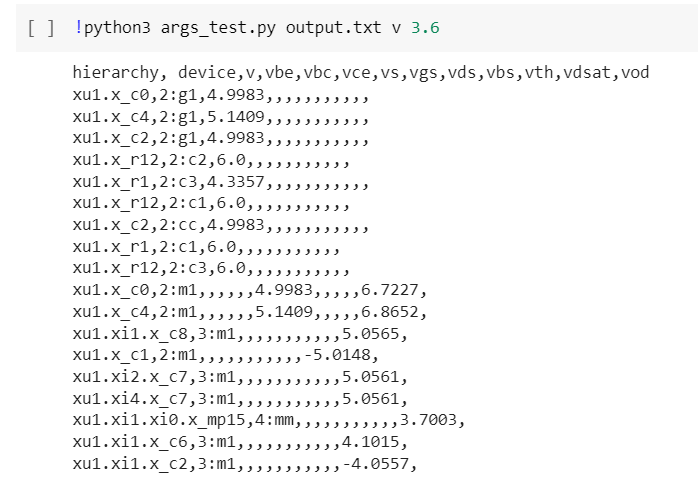 [ ] !python3 args_test.py output.txt v 3.6
hierarchy, device,v,vbe,vbc,vce,vs,vgs,vds,vbs,vth,vdsat,vod
xu1.x_c0,2:g1,4.9983,,,,,,,,,,,
xu1.x_c4,2:g1,5.1409,,,,,,,,,,,
xu1.x_c2,2:g1,4.9983,,,,,,,,,,,
xu1.x_r12,2:c2,6.0,,,,,,,,,,,
xu1.x_r1,2:c3,4.3357,,,,,,,,,,,
xu1.x_r12,2:c1,6.0,,,,,,,,,,,
xu1.x_c2,2:cc,4.9983,,,,,,,,,,,
xu1.x_r1,2:c1,6.0,,,,,,,,,,,
xu1.x_r12,2:c3,6.0,,,,,,,,,,,
xu1.x_c0,2:m1,,,,,,4.9983,,,,,6.7227,
xu1.x_c4,2:m1,,,,,,5.1409,,,,,6.8652,
xu1.xi1.x_c8,3:m1,,,,,,,,,,,5.0565,
xu1.x_c1,2:m1,,,,,,,,,,,-5.0148,
xu1.xi2.x_c7,3:m1,,,,,,,,,,,5.0561,
xu1.xi4.x_c7,3:m1,,,,,,,,,,,5.0561,
xu1.xi1.xi0.x_mp15,4:mm,,,,,,,,,,,3.7003,
xu1.xi1.x_c6,3:m1,,,,,,,,,,,4.1015,
xu1.xi1.x_c2,3:m1,,,,,,,,,,,-4.0557,